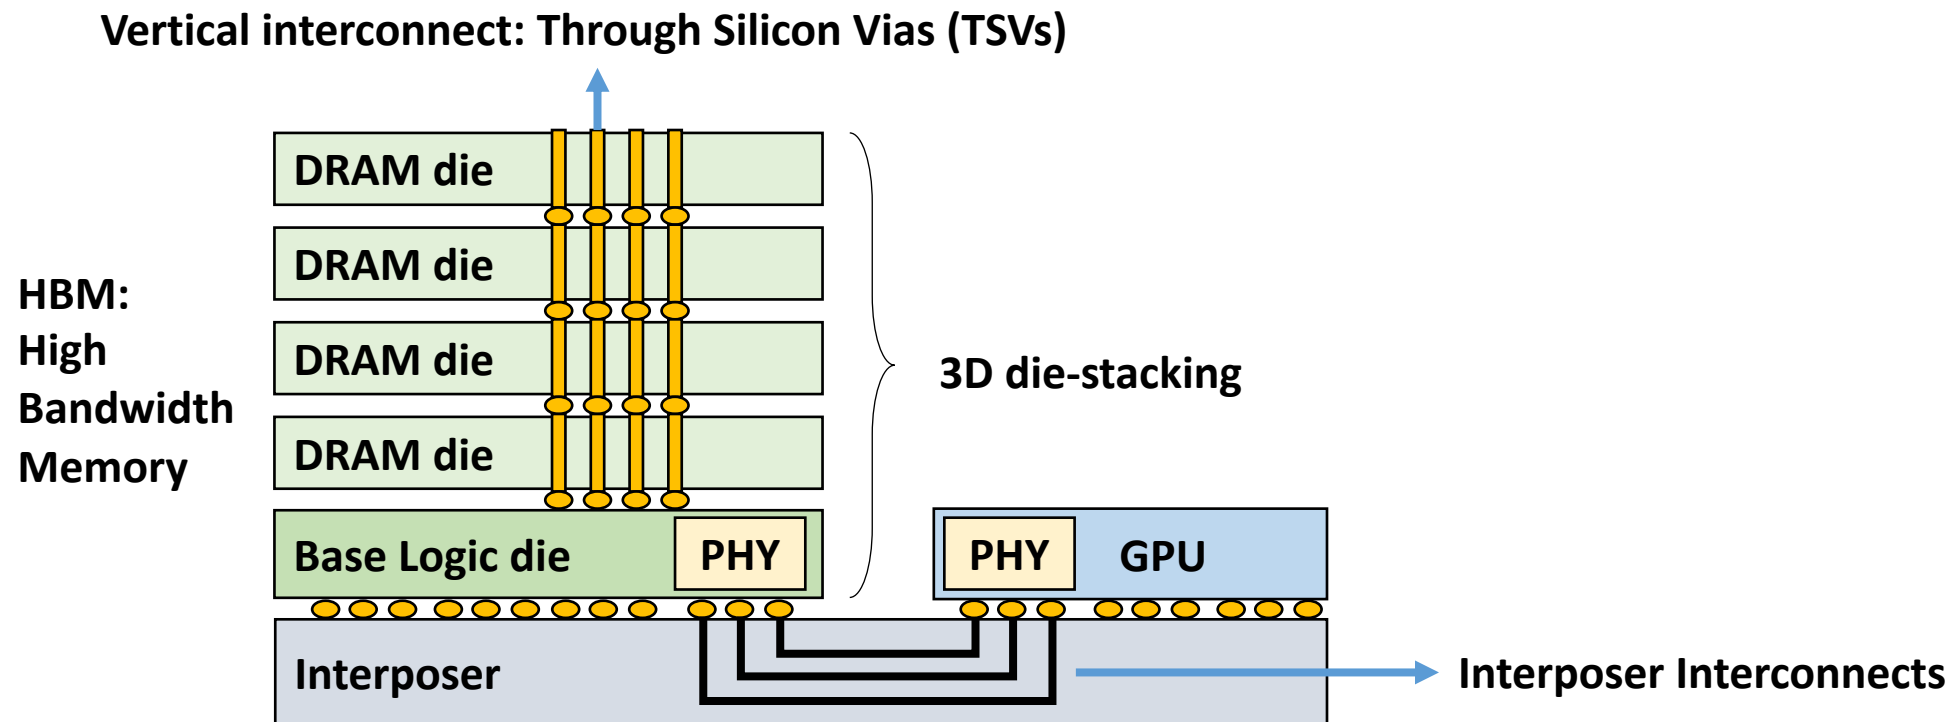 Vertical interconnect: Through Silicon Vias (TSVs)
DRAM die
DRAM die
HBM:
High
Bandwidth
Memory
DRAM die
3D die-stacking
DRAM die
Base Logic die
PHY
PHY
GPU
Interposer
Interposer Interconnects